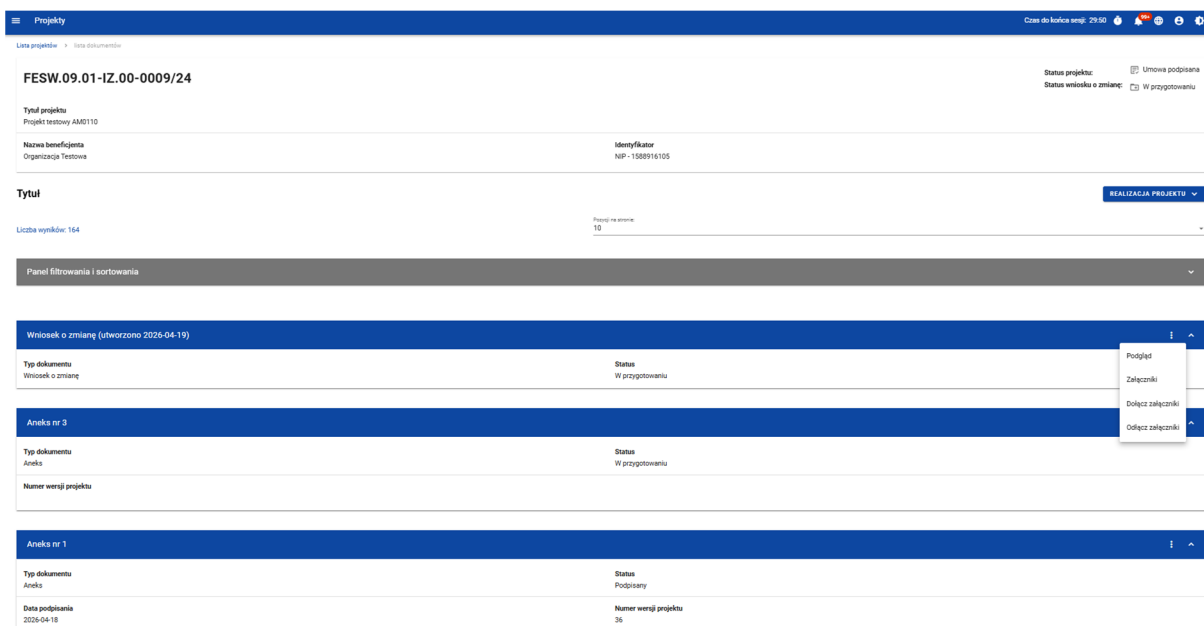 Projekty
Czas do końca sesji: 29:50
99+
Lista projektów > lista dokumentów
FESW.09.01-IZ.00-0009/24
Status projektu: Umowa podpisana
Status wniosku o zmianę: W przygotowaniu
Tytuł projektu
Projekt testowy AM0110
Nazwa beneficjenta
Organizacja Testowa
Identyfikator
NIP - 1588916105
Tytuł
REALIZACJA PROJEKTU
Liczba wyników: 164
Pozycji na stronie:
10
Panel filtrowania i sortowania
Wniosek o zmianę (utworzono 2026-04-19)
Typ dokumentu
Wniosek o zmianę
Status
W przygotowaniu
Podgląd
Załączniki
Dołącz załączniki
Odłącz załączniki
Aneks nr 3
Typ dokumentu
Aneks
Status
W przygotowaniu
Numer wersji projektu
Aneks nr 1
Typ dokumentu
Aneks
Status
Podpisany
Data podpisania
2026-04-18
Numer wersji projektu
36